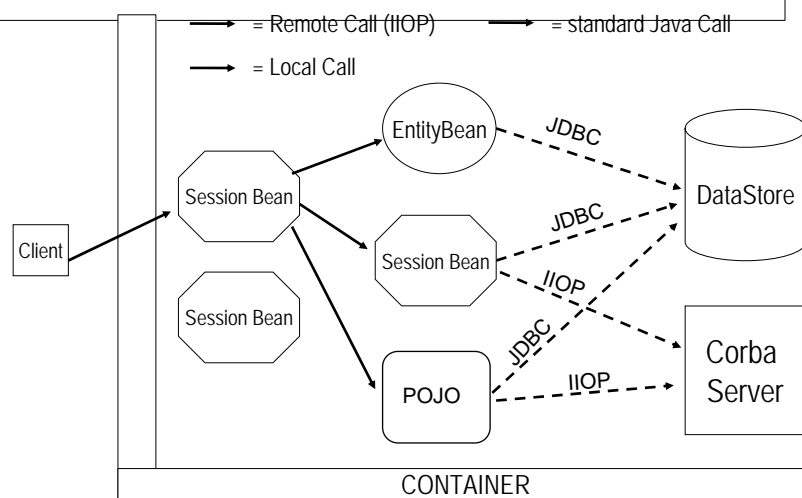 = Remote Call (IIOP)
= standard Java Call
= Local Call
EntityBean
JDBC
Session Bean
DataStore
JDBC
Client
Session Bean
IIOP
Session Bean
JDBC
Corba
Server
POJO
IIOP
CONTAINER